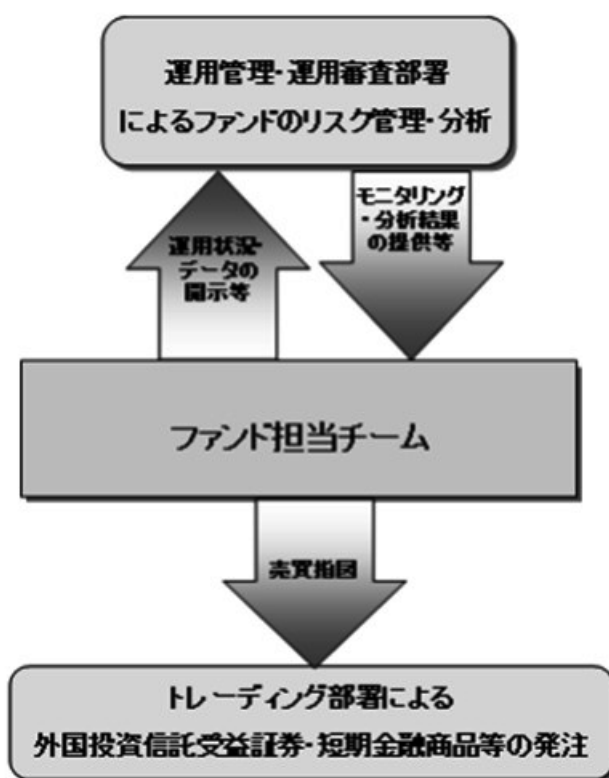 運用管理・運用審査部署
によるファンドのリスク管理・分析
運用状況・
データの
開示等
モニタリング
・分析結果
の提供等
ファンド担当チーム
売買指図
トレーディング部署による
外国投資信託受益証券・短期金融商品等の発注